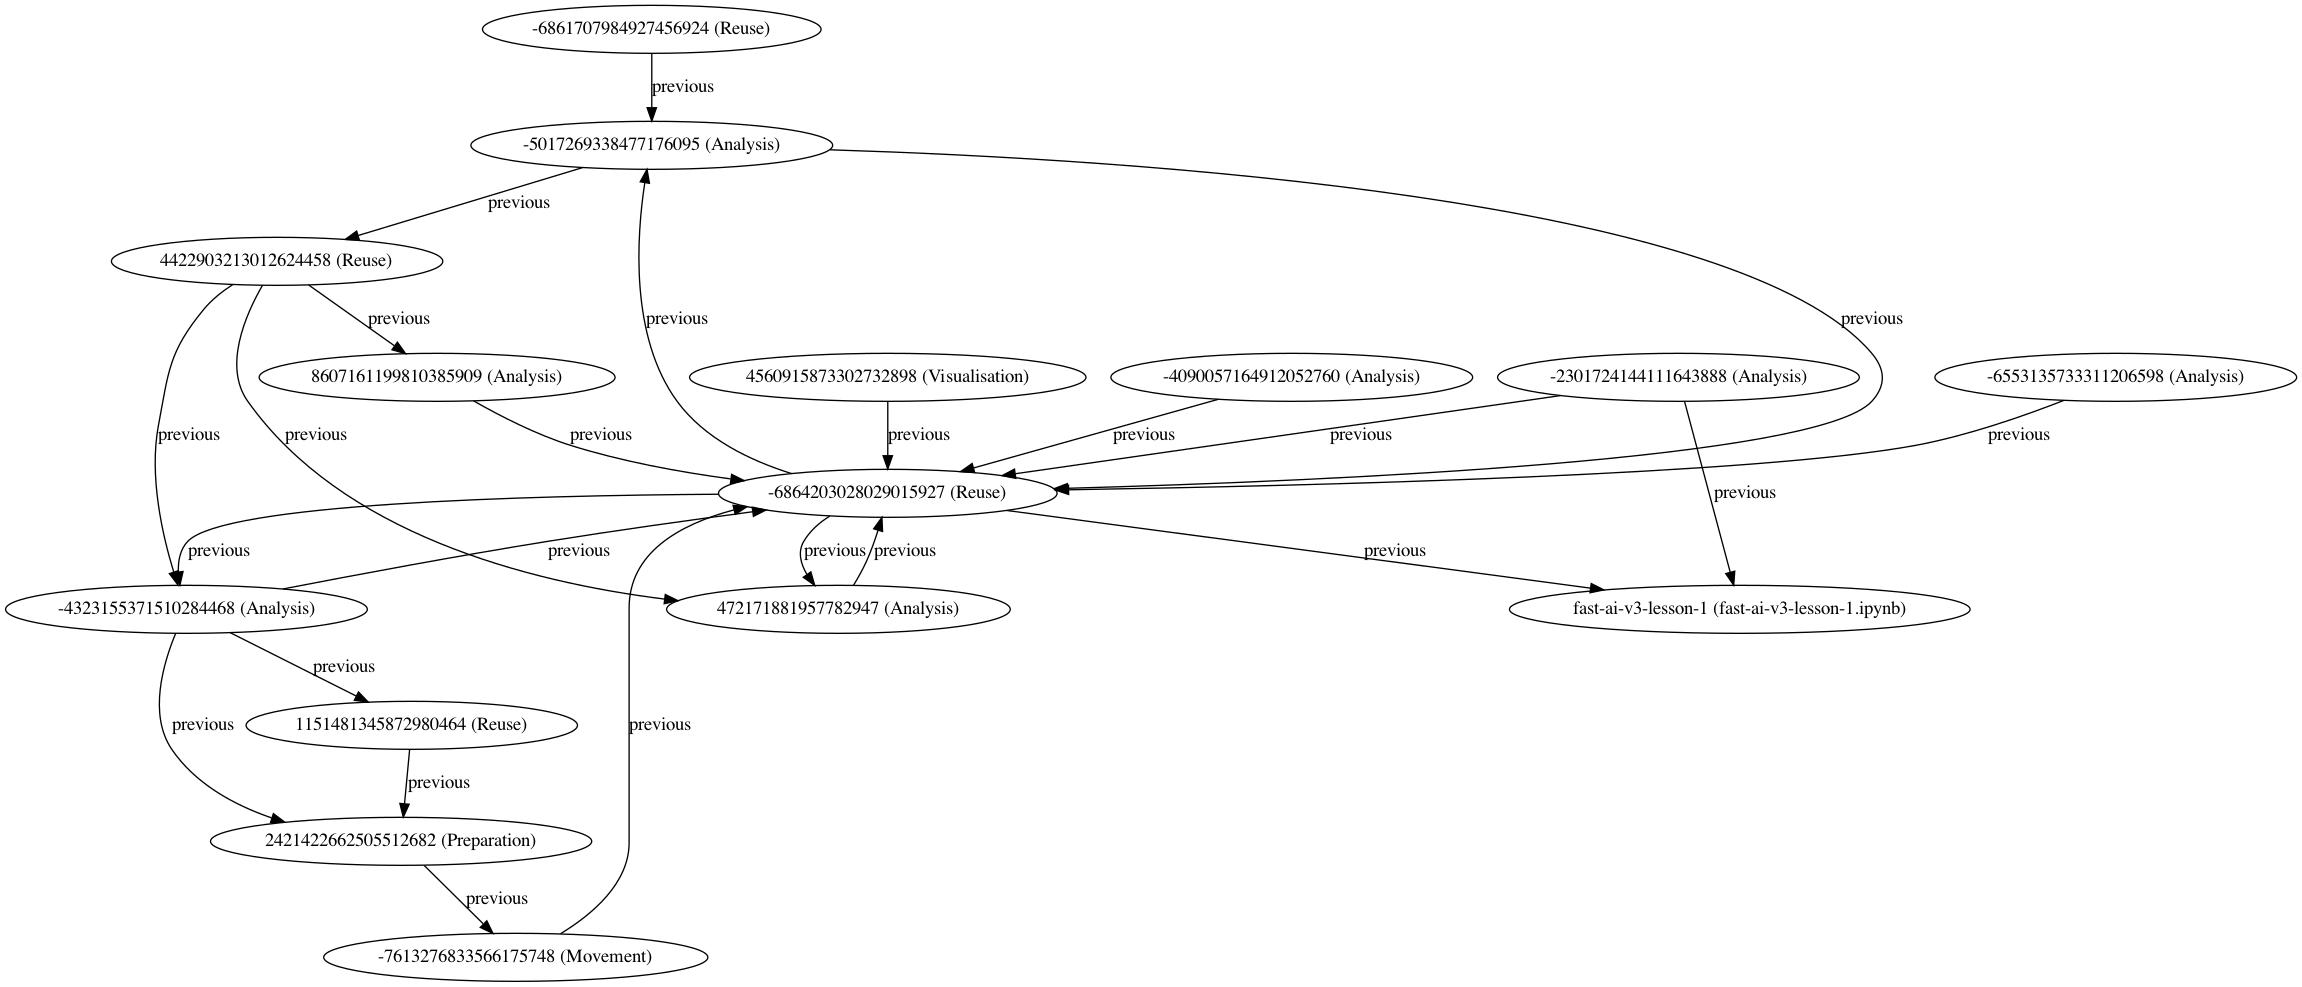 -6861707984927456924 (Reuse)
previous
-5017269338477176095 (Analysis)
previous
4422903213012624458 (Reuse)
previous
previous
previous
8607161199810385909 (Analysis)
4560915873302732898 (Visualisation)
-4090057164912052760 (Analysis)
-2301724144111643888 (Analysis)
-6553135733311206598 (Analysis)
previous
previous
previous
previous
previous
previous
previous
-6864203028029015927 (Reuse)
previous
previous
previous
previous
previous
previous
-4323155371510284468 (Analysis)
472171881957782947 (Analysis)
fast-ai-v3-lesson-1 (fast-ai-v3-lesson-1.ipynb)
previous
1151481345872980464 (Reuse)
previous
previous
previous
2421422662505512682 (Preparation)
previous
-7613276833566175748 (Movement)